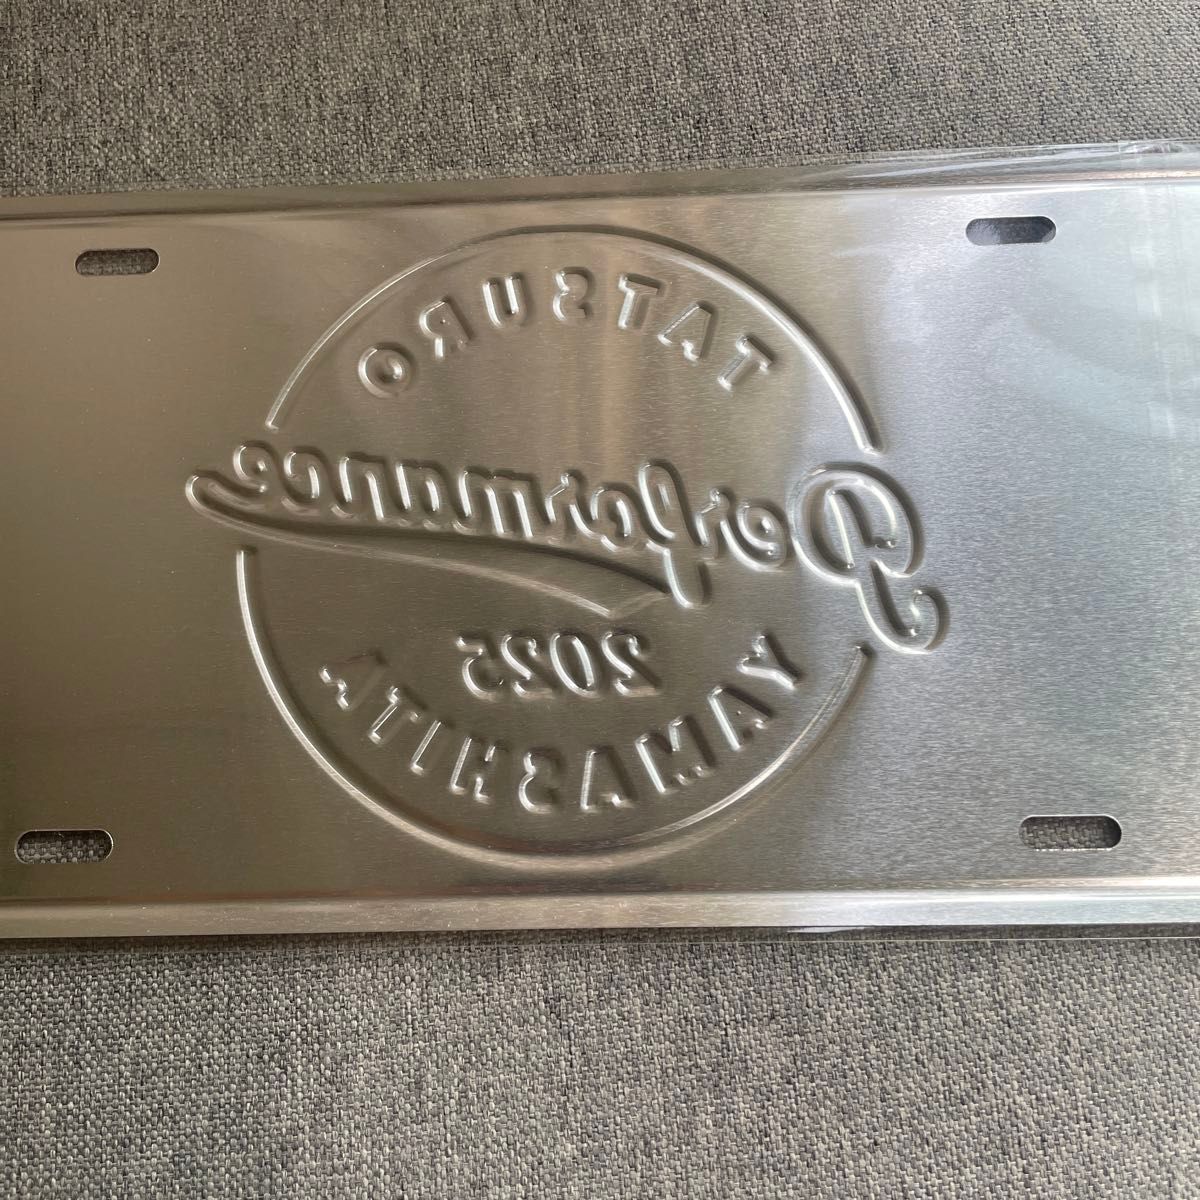 TATSURO
Performance
2025
YAMASHITA